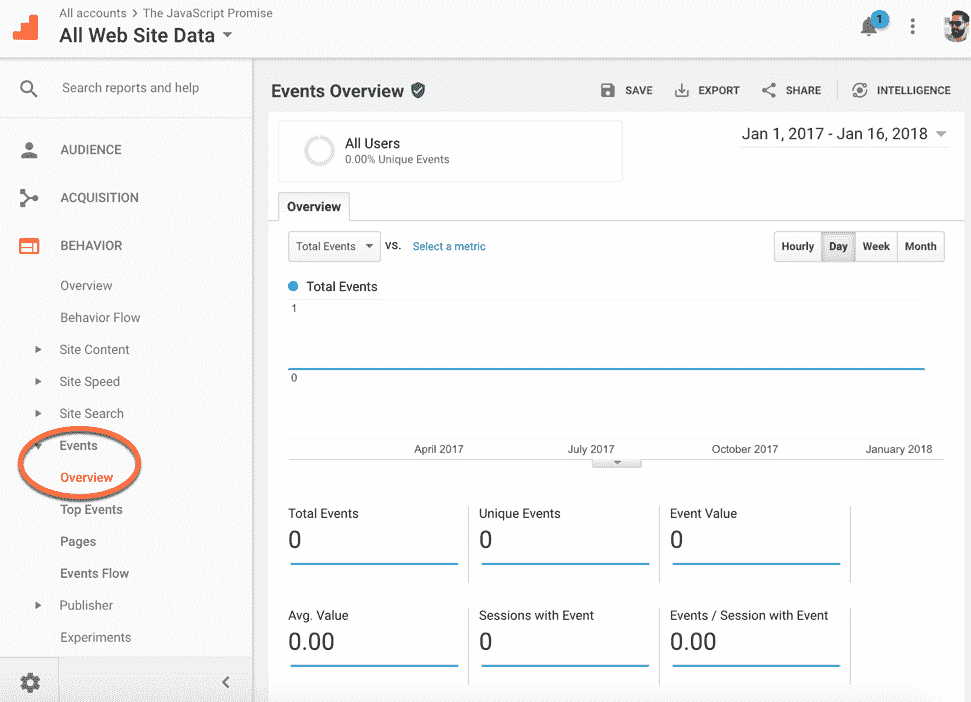 All accounts > The JavaScript Promise
All Web Site Data
1
Search reports and help
AUDIENCE
ACQUISITION
BEHAVIOR
Overview
Behavior Flow
Site Content
Site Speed
Site Search
Events
Overview
Top Events
Pages
Events Flow
Publisher
Experiments
Events Overview
SAVE
EXPORT
SHARE
INTELLIGENCE
All Users
0.00% Unique Events
Jan 1, 2017 - Jan 16, 2018
Overview
Total Events VS. Select a metric
Hourly Day Week Month
Total Events
1
0
April 2017 July 2017 October 2017 January 2018
Total Events Unique Events Event Value
0 0 0
Avg. Value Sessions with Event Events / Session with Event
0.00 0 0.00